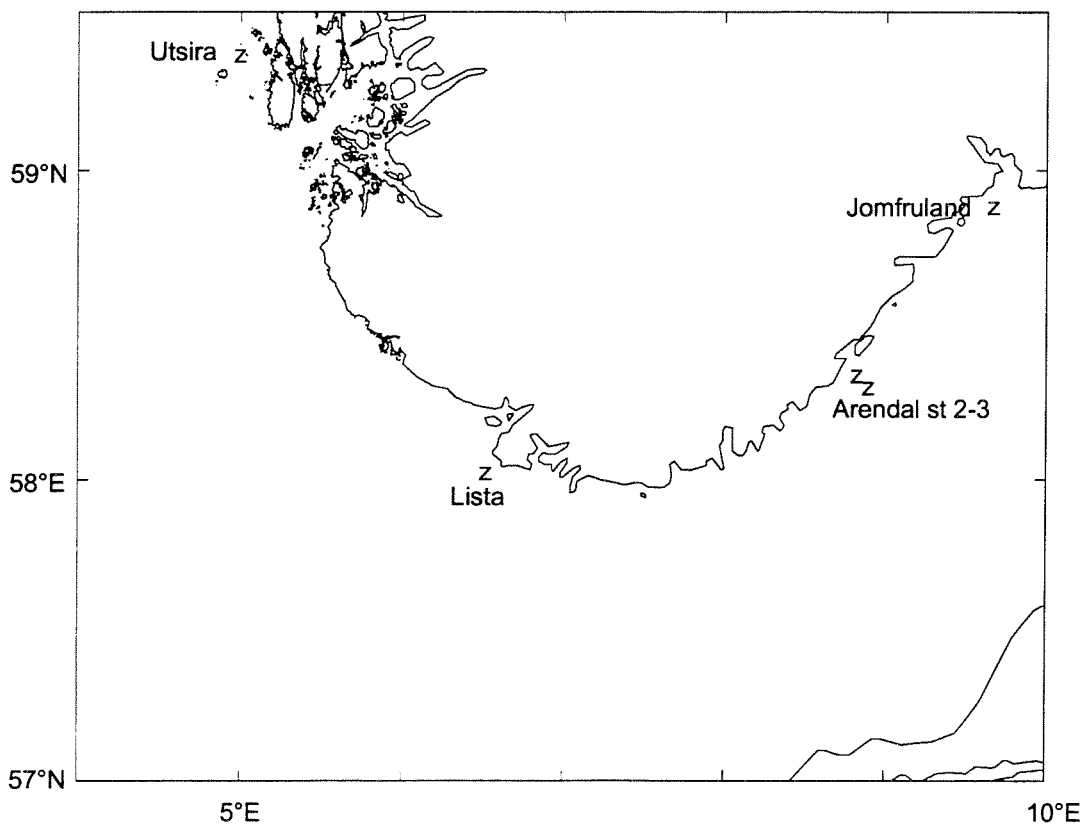 Utsira z
59°N
Jomfruland z
z
z
Arendal st 2-3
z
58°E
Lista
57°N
5°E
10°E